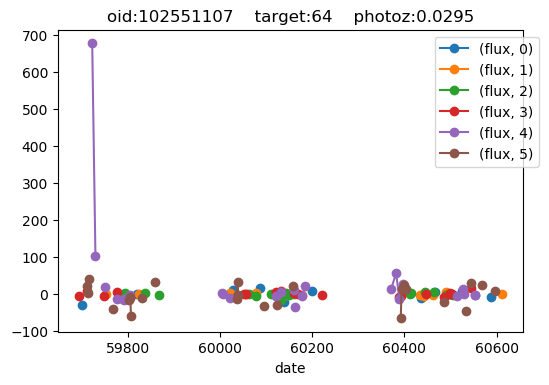 oid:102551107 target:64 photoz:0.0295
700
600
500
400
300
200
100
0
−100
59800
60000
60200
60400
60600
date
(flux, 0)
(flux, 1)
(flux, 2)
(flux, 3)
(flux, 4)
(flux, 5)